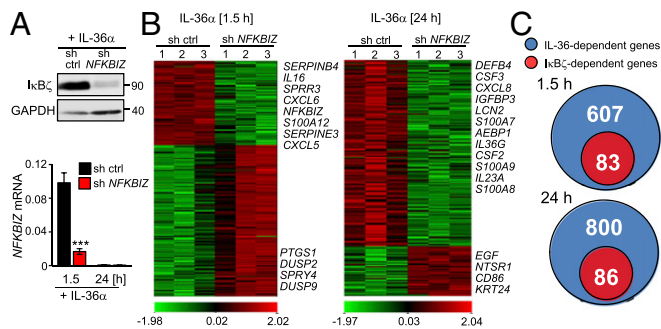 A
+ IL-36α
sh ctrl
sh NFKBIZ
IκBζ
90
GAPDH
40
NFKBIZ mRNA
0.12
0.08
0.04
0
sh ctrl
sh NFKBIZ
***
1.5 24 [h]
+ IL-36α
B
IL-36α [1.5 h]
sh ctrl sh NFKBIZ
1 2 3 1 2 3
SERPINB4
IL16
SPRR3
CXCL6
NFKBIZ
S100A12
SERPINE3
CXCL5
PTGS1
DUSP2
SPRY4
DUSP9
-1.98 0.02 2.04
IL-36α [24 h]
sh ctrl sh NFKBIZ
1 2 3 1 2 3
DEFB4
CSF3
CXCL8
IGFBP3
LCN2
S100A7
AEBP1
IL36G
CSF2
S100A9
IL23A
S100A8
EGF
NTSR1
CD86
KRT24
-1.97 0.03 2.04
C
IL-36-dependent genes
IκBζ-dependent genes
1.5 h
607
83
24 h
800
86